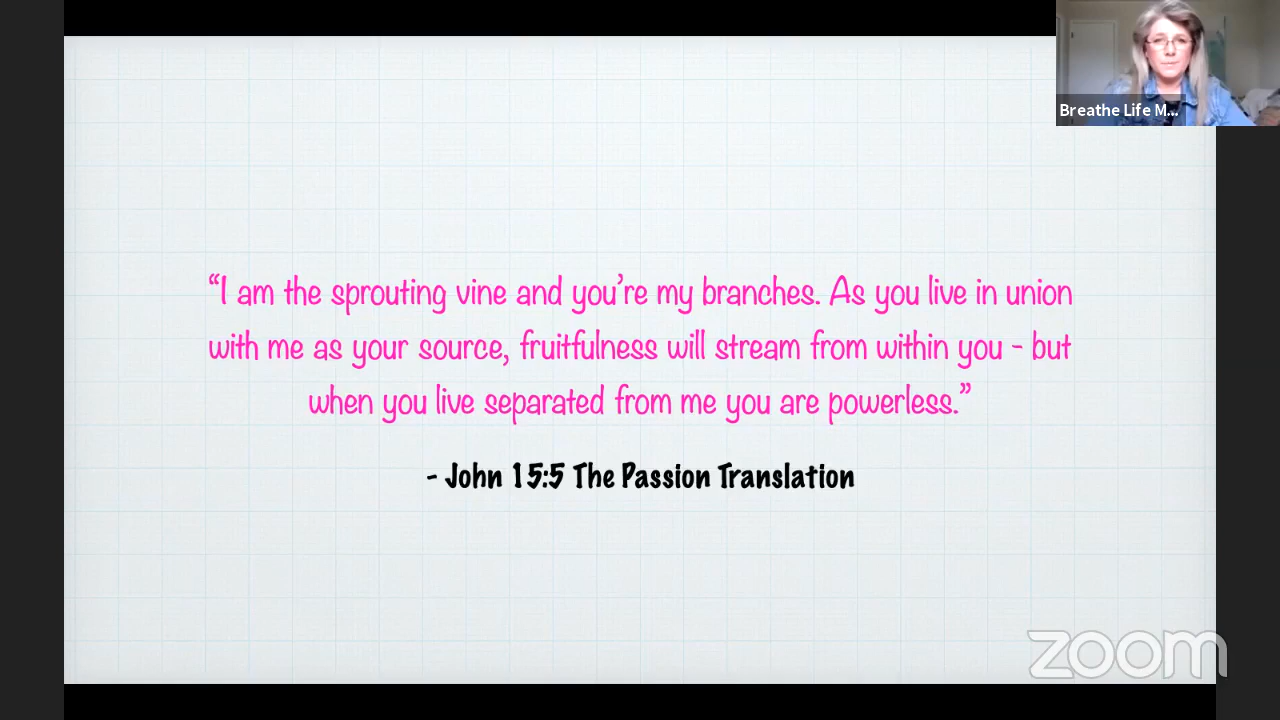 Breathe Life M...
“I am the sprouting vine and you’re my branches. As you live in union
with me as your source, fruitfulness will stream from within you - but
when you live separated from me you are powerless.”
- John 15:5 The Passion Translation
zoom